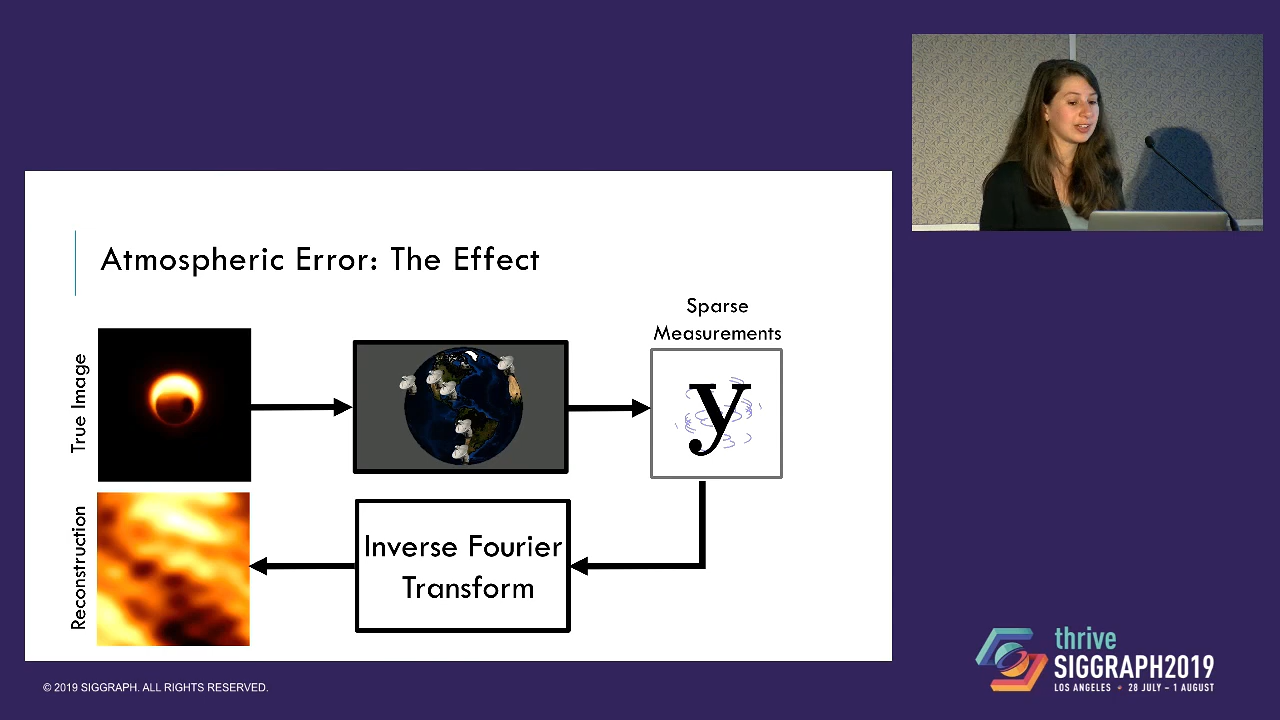 Atmospheric Error: The Effect
Sparse
Measurements
True Image
y
Inverse Fourier
Transform
Reconstruction
thrive
SIGGRAPH2019
LOS ANGELES • 28 JULY – 1 AUGUST
© 2019 SIGGRAPH. ALL RIGHTS RESERVED.